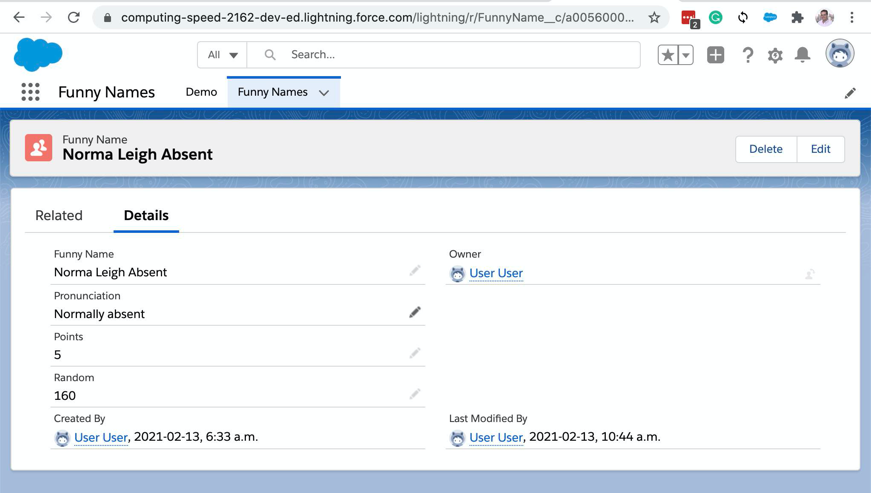 computing-speed-2162-dev-ed.lightning.force.com/lightning/r/FunnyName__c/a0056000...
2
All
Search...
Funny Names
Demo
Funny Names
Funny Name
Norma Leigh Absent
Delete
Edit
Related
Details
Funny Name
Norma Leigh Absent
Owner
User User
Pronunciation
Normally absent
Points
5
Random
160
Created By
User User, 2021-02-13, 6:33 a.m.
Last Modified By
User User, 2021-02-13, 10:44 a.m.